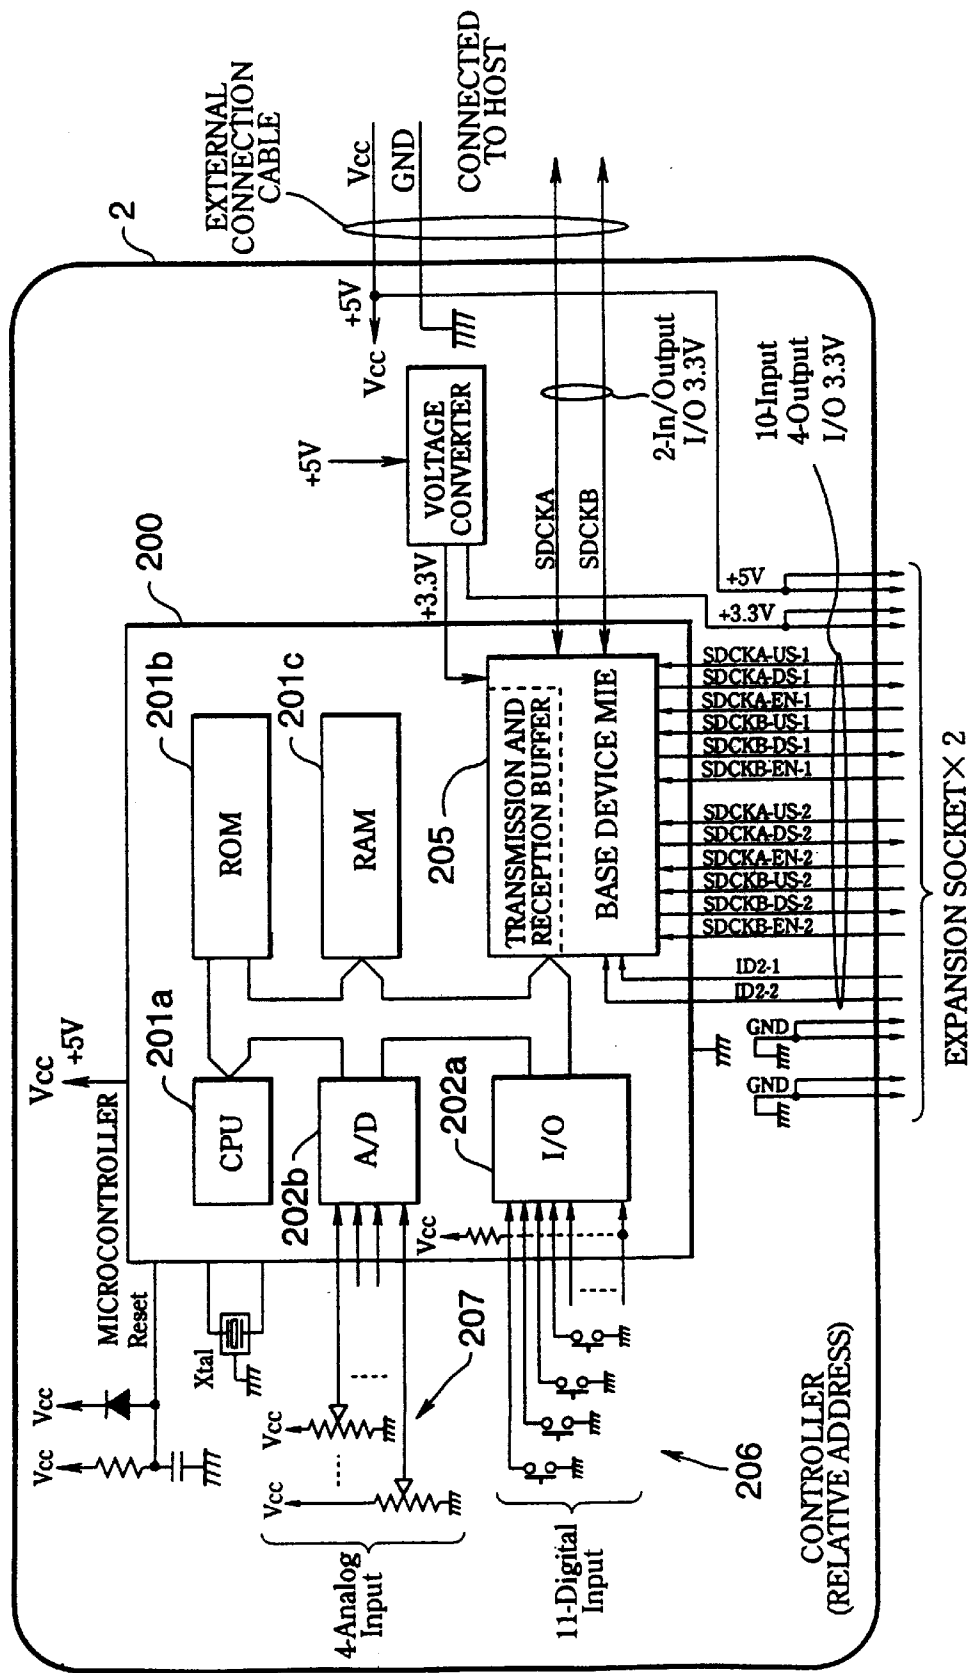 EXTERNAL
CONNECTION
CABLE
2
Vcc
GND
CONNECTED
TO HOST
+5V
Vcc
+5V
VOLTAGE
CONVERTER
+3.3V
SDCKA
SDCKB
2-In/Output
I/O 3.3V
10-Input
4-Output
I/O 3.3V
200
201b
ROM
201c
RAM
205
TRANSMISSION AND
RECEPTION BUFFER
BASE DEVICE MIE
+5V
+3.3V
SDCKA-US-1
SDCKA-DS-1
SDCKA-EN-1
SDCKB-US-1
SDCKB-DS-1
SDCKB-EN-1
SDCKA-US-2
SDCKA-DS-2
SDCKA-EN-2
SDCKB-US-2
SDCKB-DS-2
SDCKB-EN-2
ID2-1
ID2-2
GND
GND
EXPANSION SOCKET×2
Vcc
+5V
201a
CPU
202b
A/D
202a
I/O
Vcc
MICROCONTROLLER
Reset
Xtal
Vcc
Vcc
207
Vcc
Vcc
4-Analog
Input
11-Digital
Input
206
CONTROLLER
(RELATIVE ADDRESS)